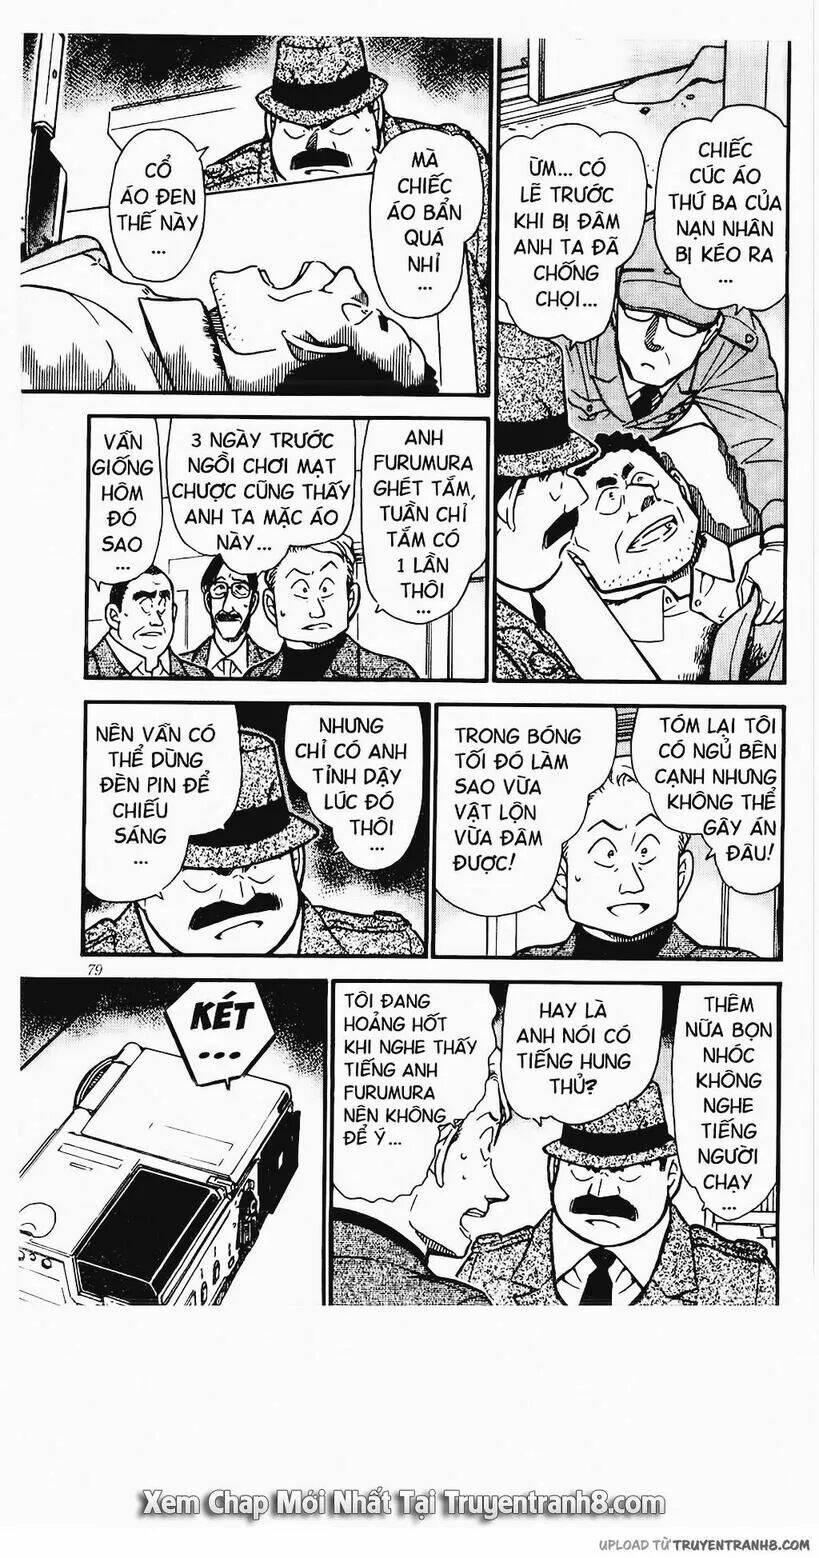 CHIẾC
CÚC ÁO
THỨ BA CỦA
NẠN NHÂN
BỊ KÉO RA
...
ỪM... CÓ
LẼ TRƯỚC
KHI BỊ ĐÂM
ANH TA ĐÃ
CHỐNG
CHỌI...
MÀ
CHIẾC
ÁO BẨN
QUÁ
NHỈ
...
CỔ
ÁO ĐEN
THẾ NÀY
...
ANH
FURUMURA
GHÉT TẮM,
TUẦN CHỈ
TẮM CÓ
1 LẦN
THÔI
...
3 NGÀY TRƯỚC
NGỒI CHƠI MẠT
CHƯỢC CŨNG THẤY
ANH TA MẶC ÁO
NÀY...
VẪN
GIỐNG
HÔM
ĐÓ
SAO
...
TÓM LẠI TÔI
CÓ NGỦ BÊN
CẠNH NHƯNG
KHÔNG THỂ
GÂY ÁN
ĐÂU!
TRONG BÓNG
TỐI ĐÓ LÀM
SAO VỪA
VẬT LỘN
VỪA ĐÂM
ĐƯỢC!
NHƯNG
CHỈ CÓ ANH
TỈNH DẬY
LÚC ĐÓ
THÔI
...
NÊN VẪN CÓ
THỂ DÙNG
ĐÈN PIN ĐỂ
CHIẾU
SÁNG
...
79
THÊM
NỮA BỌN
NHÓC
KHÔNG
NGHE
TIẾNG
NGƯỜI
CHẠY
...
HAY LÀ
ANH NÓI CÓ
TIẾNG HUNG
THỦ?
TÔI ĐANG
HOẢNG HỐT
KHI NGHE THẤY
TIẾNG ANH
FURUMURA
NÊN KHÔNG
ĐỂ Ý...
KÉT
...
Xem Chap Mới Nhất Tại Truyentranh8.com
UPLOAD TỪ TRUYENTRANH8.COM